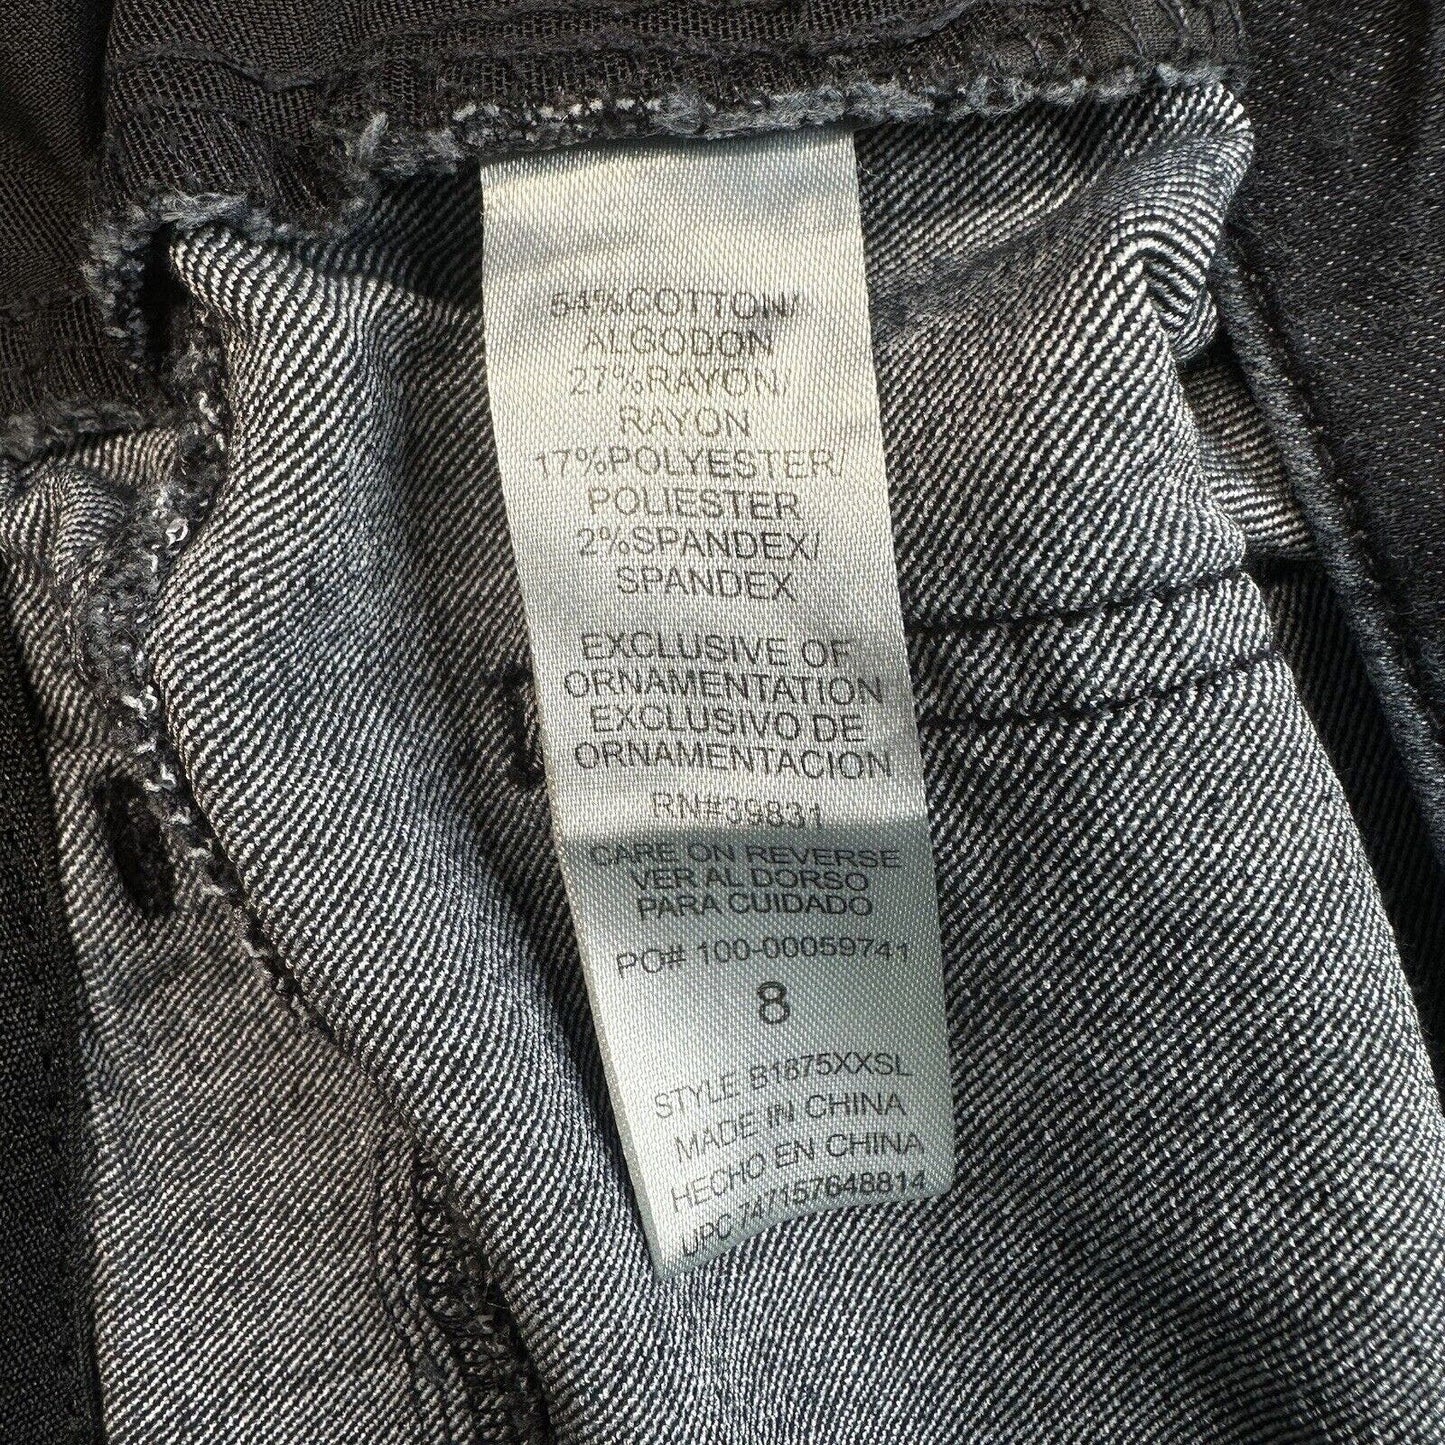 54%COTTON/
ALGODON
27%RAYON/
RAYON
17%POLYESTER/
POLIESTER
2%SPANDEX/
SPANDEX
EXCLUSIVE OF
ORNAMENTATION
EXCLUSIVO DE
ORNAMENTACION
RN#39831
CARE ON REVERSE
VER AL DORSO
PARA CUIDADO
PO# 100-00059741
8
STYLE B1875XXSL
MADE IN CHINA
HECHO EN CHINA
UPC 747157648814